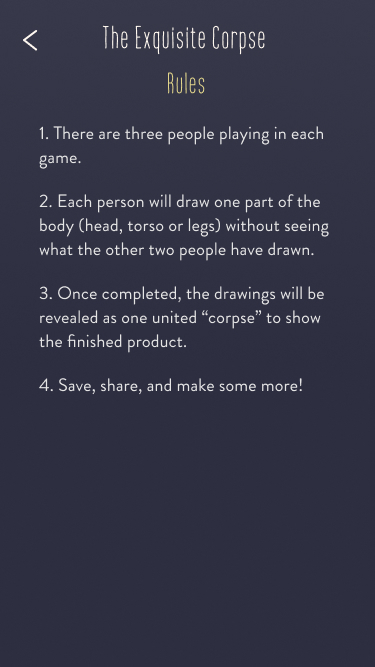 The Exquisite Corpse
Rules
1. There are three people playing in each
game.
2. Each person will draw one part of the
body (head, torso or legs) without seeing
what the other two people have drawn.
3. Once completed, the drawings will be
revealed as one united “corpse” to show
the finished product.
4. Save, share, and make some more!